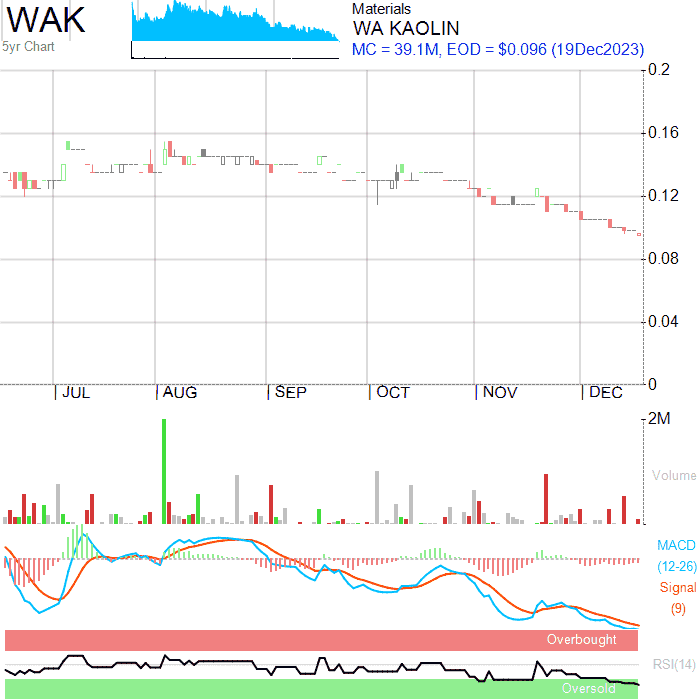 WAK
5yr Chart
Materials
WA KAOLIN
MC = 39.1M, EOD = $0.096 (19Dec2023)
0.2
0.16
0.12
0.08
0.04
0
JUL AUG SEP OCT NOV DEC
2M
Volume
MACD
(12-26)
Signal
(9)
Overbought
RSI(14)
Oversold